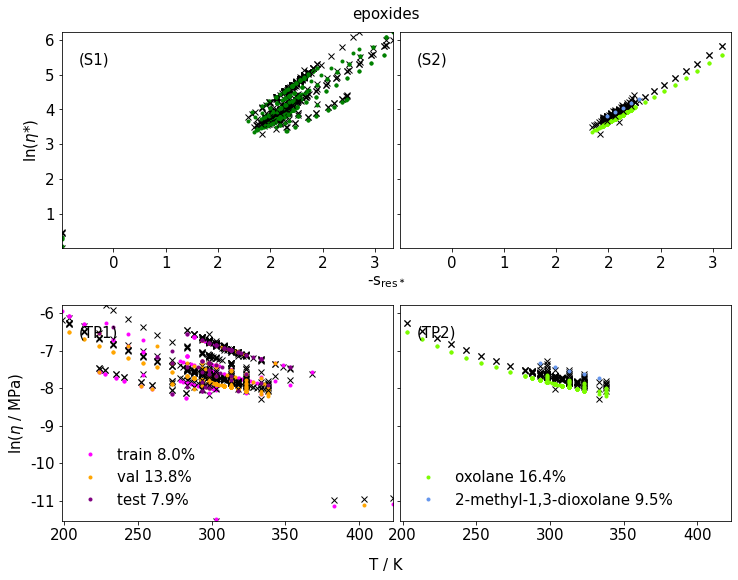 epoxides
(S1)
(S2)
ln(η*)
6
5
4
3
2
1
0 1 2 2 2 3
0 1 1 2 2 3
-s_res*
(TP1)
(TP2)
ln(η / MPa)
-6
-7
-8
-9
-10
-11
train 8.0%
val 13.8%
test 7.9%
oxolane 16.4%
2-methyl-1,3-dioxolane 9.5%
200 250 300 350 400
200 250 300 350 400
T / K